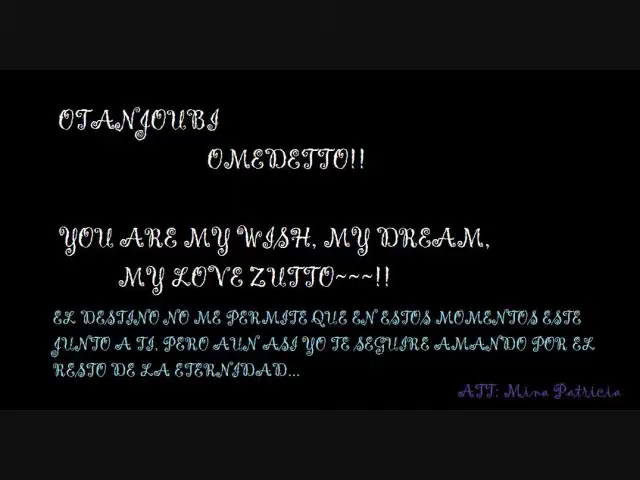 OTANJOUBI
OMEDETTO!!
YOU ARE MY WISH, MY DREAM,
MY LOVE ZUTTO~~~!!
EL DESTINO NO ME PERMITE QUE EN ESTOS MOMENTOS ESTE
JUNTO A TI, PERO AUN ASI YO TE SEGUIRE AMANDO POR EL
RESTO DE LA ETERNIDAD...
ATT: Mina Patricia